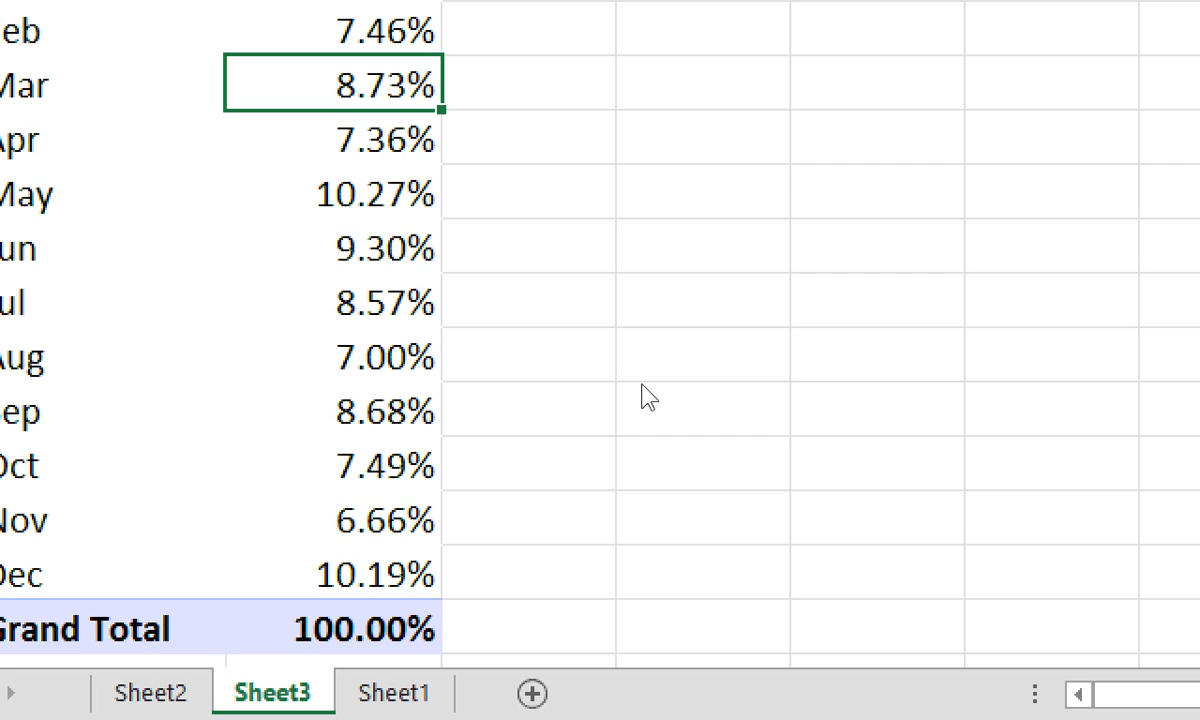 eb 7.46%
Mar 8.73%
Apr 7.36%
May 10.27%
un 9.30%
ul 8.57%
Aug 7.00%
ep 8.68%
Oct 7.49%
Nov 6.66%
Dec 10.19%
Grand Total 100.00%
Sheet2 Sheet3 Sheet1